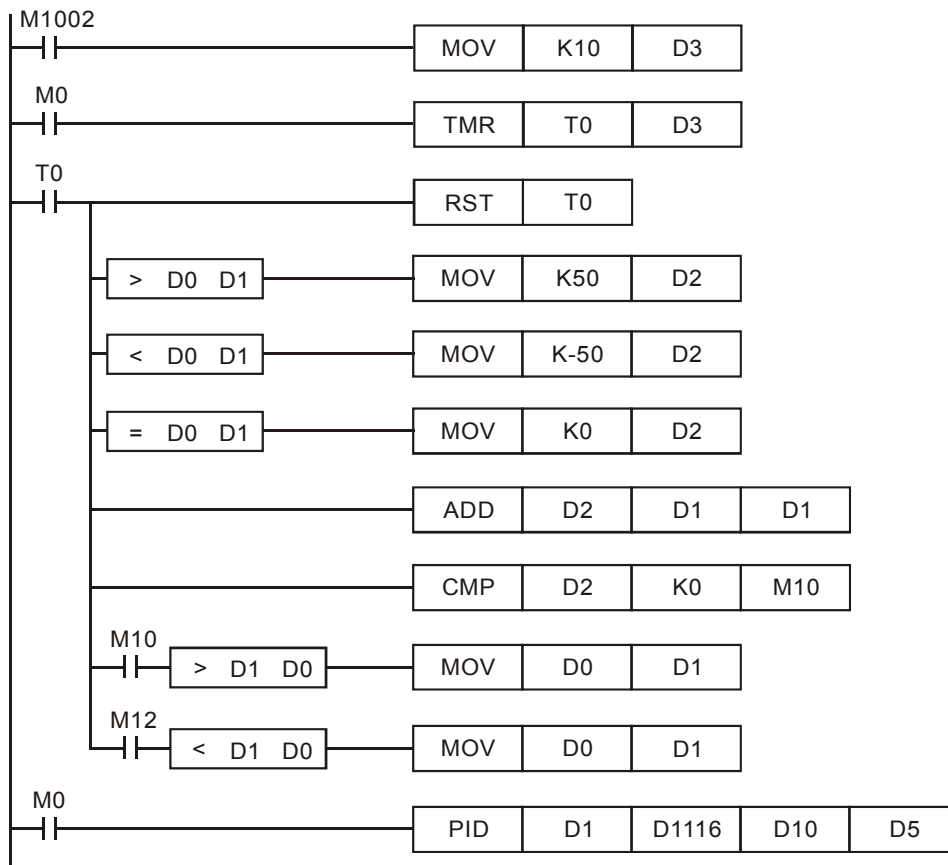 M1002
MOV K10 D3
M0
TMR T0 D3
T0
RST T0
> D0 D1 MOV K50 D2
< D0 D1 MOV K-50 D2
= D0 D1 MOV K0 D2
ADD D2 D1 D1
CMP D2 K0 M10
M10
> D1 D0 MOV D0 D1
M12
< D1 D0 MOV D0 D1
M0
PID D1 D1116 D10 D5